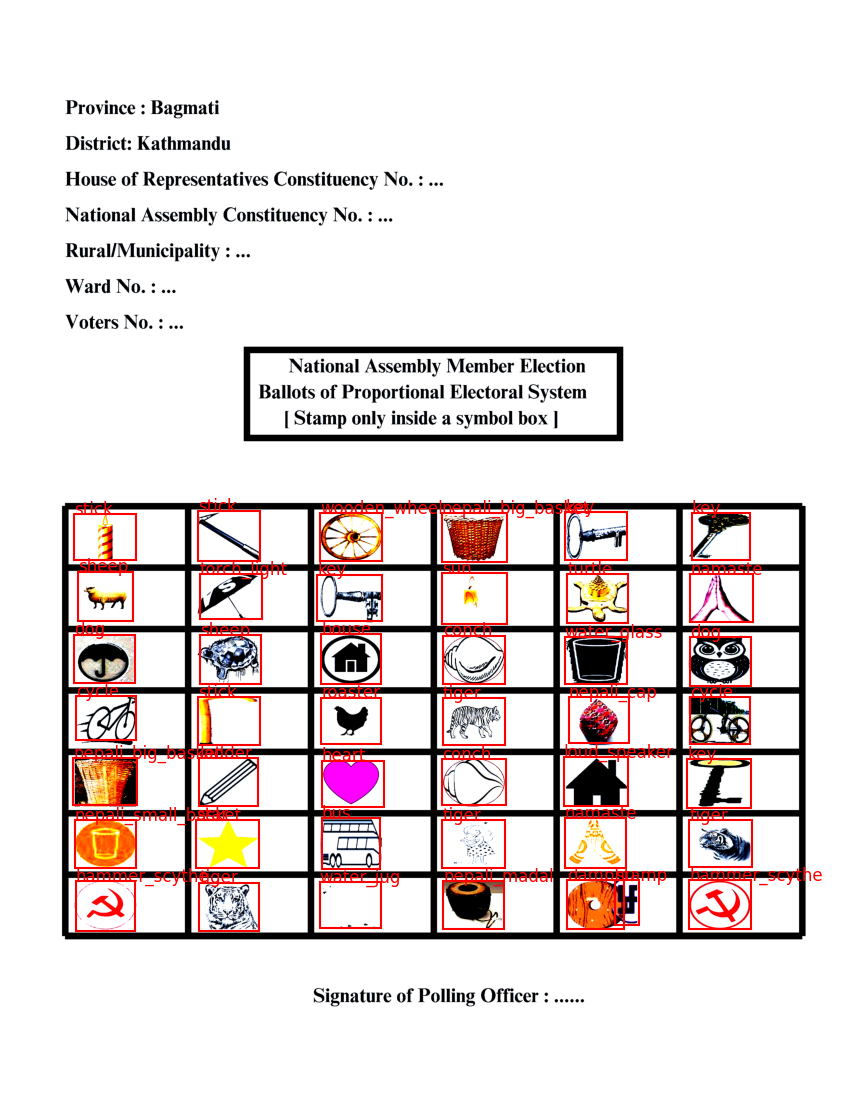 Province : Bagmati
District: Kathmandu
House of Representatives Constituency No. : ...
National Assembly Constituency No. : ...
Rural/Municipality : ...
Ward No. : ...
Voters No. : ...
National Assembly Member Election
Ballots of Proportional Electoral System
[ Stamp only inside a symbol box ]
stick stick wooden_wheel nepali_big_basket key key
sheep torch_light key sun turtle namaste
dog sheep house conch water_glass dog
cycle stick roaster tiger nepali_cap cycle
nepali_big_basket heart conch loud_speaker key
nepali_small_basket bus tiger namaste tiger
hammer_scythe tiger water_jug nepali_madal stamp hammer_scythe
Signature of Polling Officer : ......